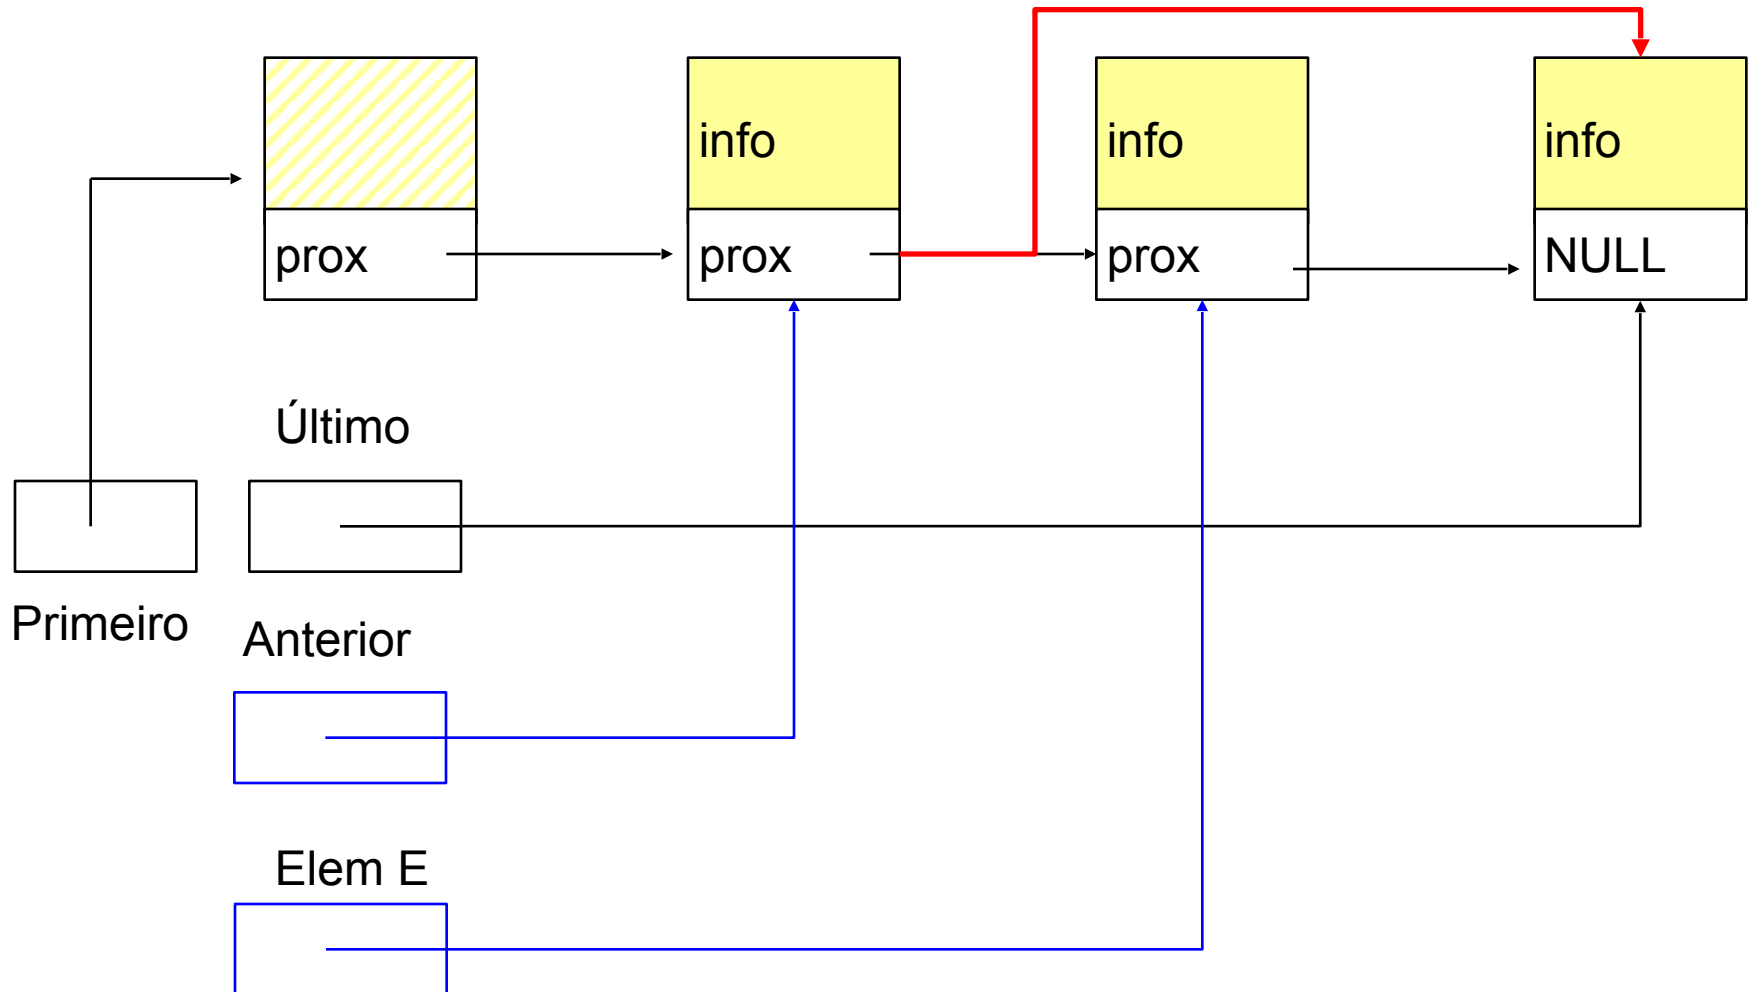 info
info
info
prox
prox
prox
NULL
Último
Primeiro
Anterior
Elem E